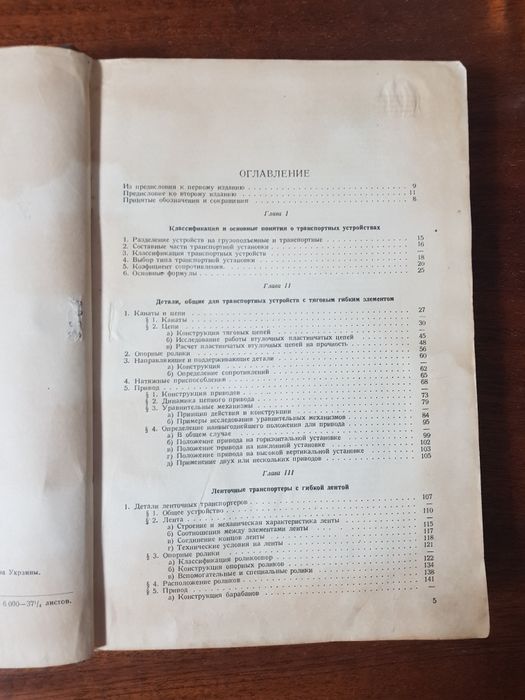 ОГЛАВЛЕНИЕ
Из предисловия к первому изданию 9
Предисловие ко второму изданию 11
Принятые обозначения и сокращения 8
Глава I
Классификация и основные понятия о транспортных устройствах
1. Разделение устройств на грузоподъемные и транспортные 15
2. Составные части транспортной установки 16
3. Классификация транспортных устройств —
4. Выбор типа транспортной установки 18
5. Коэфициент сопротивления 20
6. Основные формулы 25
Глава II
Детали, общие для транспортных устройств с тяговым гибким элементом
1. Канаты и цепи 27
§ 1. Канаты —
§ 2. Цепи 30
а) Конструкция тяговых цепей —
б) Исследование работы втулочных пластинчатых цепей 45
в) Расчет пластинчатых втулочных цепей на прочность 48
2. Опорные ролики 56
3. Направляющие и поддерживающие детали 60
а) Конструкция —
б) Определение сопротивлений 62
4. Натяжные приспособления 65
5. Привод 68
§ 1. Конструкция приводов —
§ 2. Динамика цепного привода 73
§ 3. Уравнительные механизмы 79
а) Принцип действия и конструкции —
б) Примеры исследования уравнительных механизмов 84
§ 4. Определение наивыгоднейшего положения для привода 95
а) В общем случае —
б) Положение привода на горизонтальной установке 99
в) Положение привода на наклонной установке 102
г) Положение привода на высокой вертикальной установке 103
д) Применение двух или нескольких приводов 105
Глава III
Ленточные транспортеры с гибкой лентой
1. Детали ленточных транспортеров 107
§ 1. Общее устройство —
§ 2. Лента 110
а) Строение и механическая характеристика ленты —
б) Соотношения между элементами ленты 115
в) Соединение концов ленты 117
г) Технические условия на ленты 118
§ 3. Опорные ролики 121
а) Классификация роликоопор —
б) Конструкция опорных роликов 122
в) Вспомогательные и специальные ролики 134
§ 4. Расположение роликов 138
§ 5. Привод 141
а) Конструкция барабанов —
5
а Украины.
6 000—37¹/₄ листов.